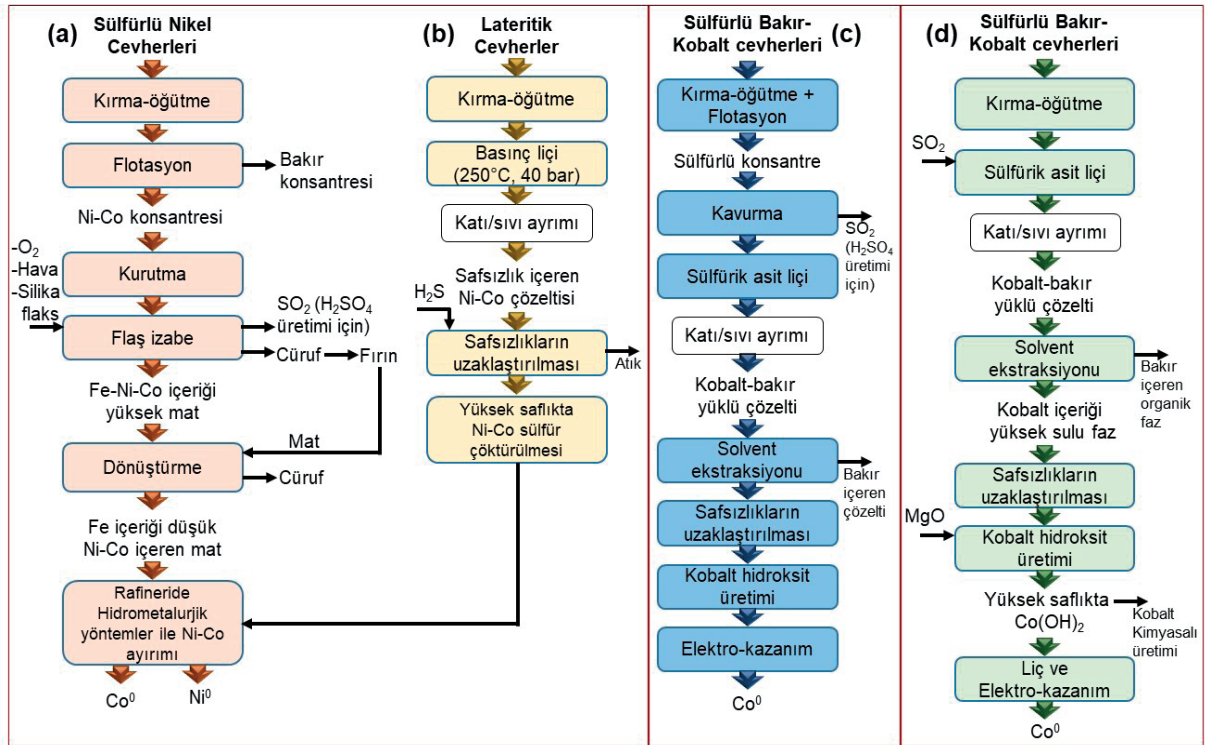 (a)
Sülfürlü Nikel
Cevherleri
Kırma-öğütme
Flotasyon
Bakır
konsantresi
Ni-Co konsantresi
-O2
-Hava
-Silika
flaks
Kurutma
Flaş izabe
SO2 (H2SO4
üretimi için)
Cüruf
Fırın
Fe-Ni-Co içeriği
yüksek mat
Mat
Dönüştürme
Cüruf
Fe içeriği düşük
Ni-Co içeren mat
Rafineride
Hidrometalurjik
yöntemler ile Ni-Co
ayırımı
Co0
Ni0
(b)
Lateritik
Cevherler
Kırma-öğütme
Basınç liçi
(250°C, 40 bar)
Katı/sıvı ayrımı
Safsızlık içeren
Ni-Co çözeltisi
H2S
Safsızlıkların
uzaklaştırılması
Atık
Yüksek saflıkta
Ni-Co sülfür
çöktürülmesi
Sülfürlü Bakır-
Kobalt cevherleri
(c)
Kırma-öğütme +
Flotasyon
Sülfürlü konsantre
Kavurma
SO2
(H2SO4
üretimi
için)
Sülfürik asit liçi
Katı/sıvı ayrımı
Kobalt-bakır
yüklü çözelti
Solvent
ekstraksiyonu
Bakır
içeren
çözelti
Safsızlıkların
uzaklaştırılması
Kobalt hidroksit
üretimi
Elektro-kazanım
Co0
(d)
Sülfürlü Bakır-
Kobalt cevherleri
Kırma-öğütme
SO2
Sülfürik asit liçi
Katı/sıvı ayrımı
Kobalt-bakır
yüklü çözelti
Solvent
ekstraksiyonu
Bakır
içeren
organik
faz
Kobalt içeriği
yüksek sulu faz
Safsızlıkların
uzaklaştırılması
MgO
Kobalt hidroksit
üretimi
Yüksek saflıkta
Co(OH)2
Kobalt
Kimyasalı
üretimi
Liç ve
Elektro-kazanım
Co0